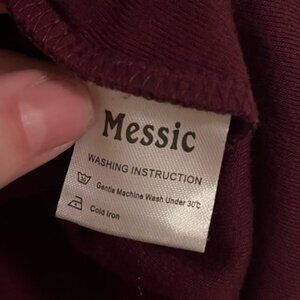 Messic
WASHING INSTRUCTION
Gentle Machine Wash Under 30℃
Cold Iron